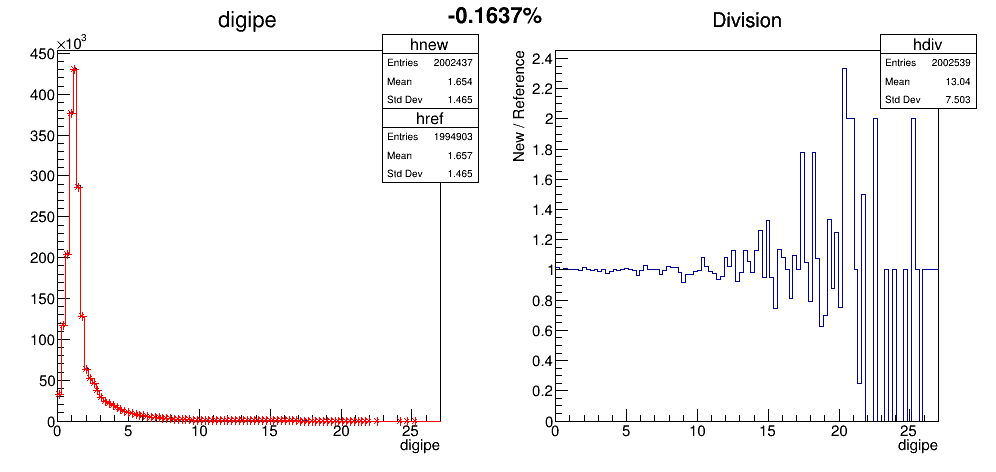 -0.1637%
digipe
×10³
450
400
350
300
250
200
150
100
50
0
0 5 10 15 20 25
digipe
hnew
Entries 2002437
Mean 1.654
Std Dev 1.465
href
Entries 1994903
Mean 1.657
Std Dev 1.465
Division
New / Reference
2.4
2.2
2
1.8
1.6
1.4
1.2
1
0.8
0.6
0.4
0.2
0
0 5 10 15 20 25
digipe
hdiv
Entries 2002539
Mean 13.04
Std Dev 7.503